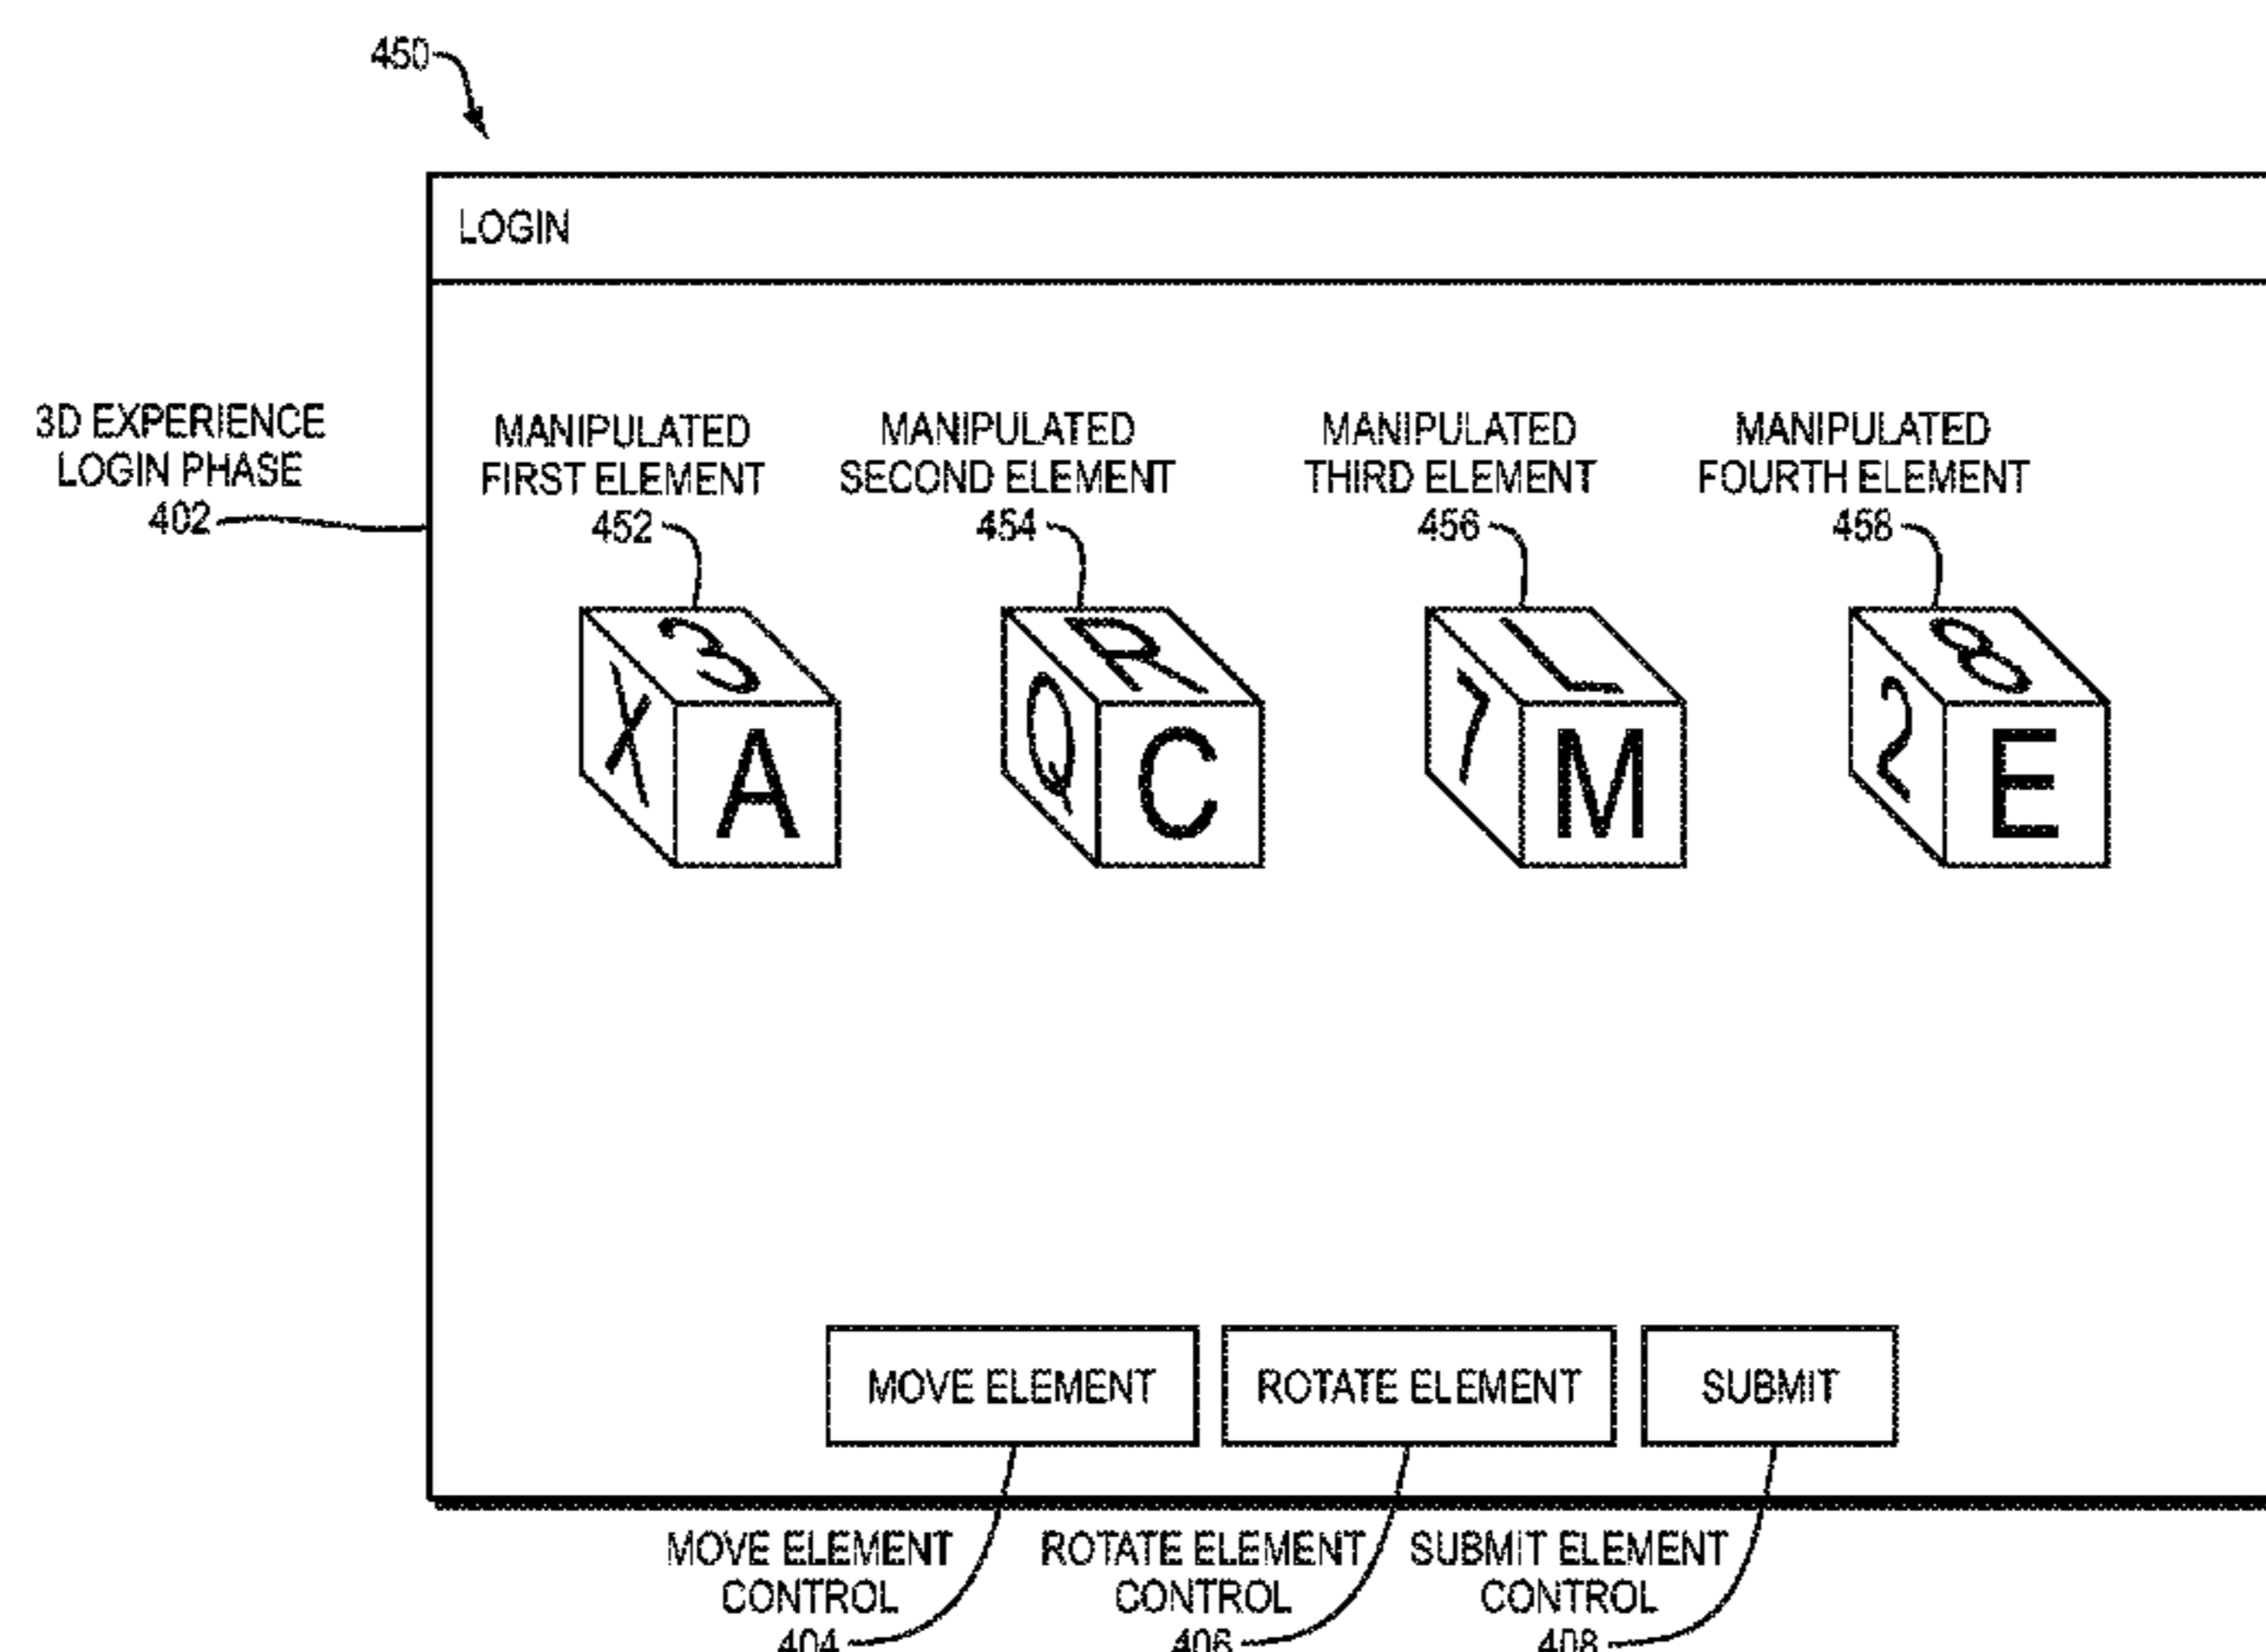 450
LOGIN
3D EXPERIENCE
LOGIN PHASE
402
MANIPULATED
FIRST ELEMENT
452
MANIPULATED
SECOND ELEMENT
454
MANIPULATED
THIRD ELEMENT
456
MANIPULATED
FOURTH ELEMENT
458
3
X A
R
Q C
L
7 M
8
2 E
MOVE ELEMENT
ROTATE ELEMENT
SUBMIT
MOVE ELEMENT
CONTROL
404
ROTATE ELEMENT
CONTROL
406
SUBMIT ELEMENT
CONTROL
408